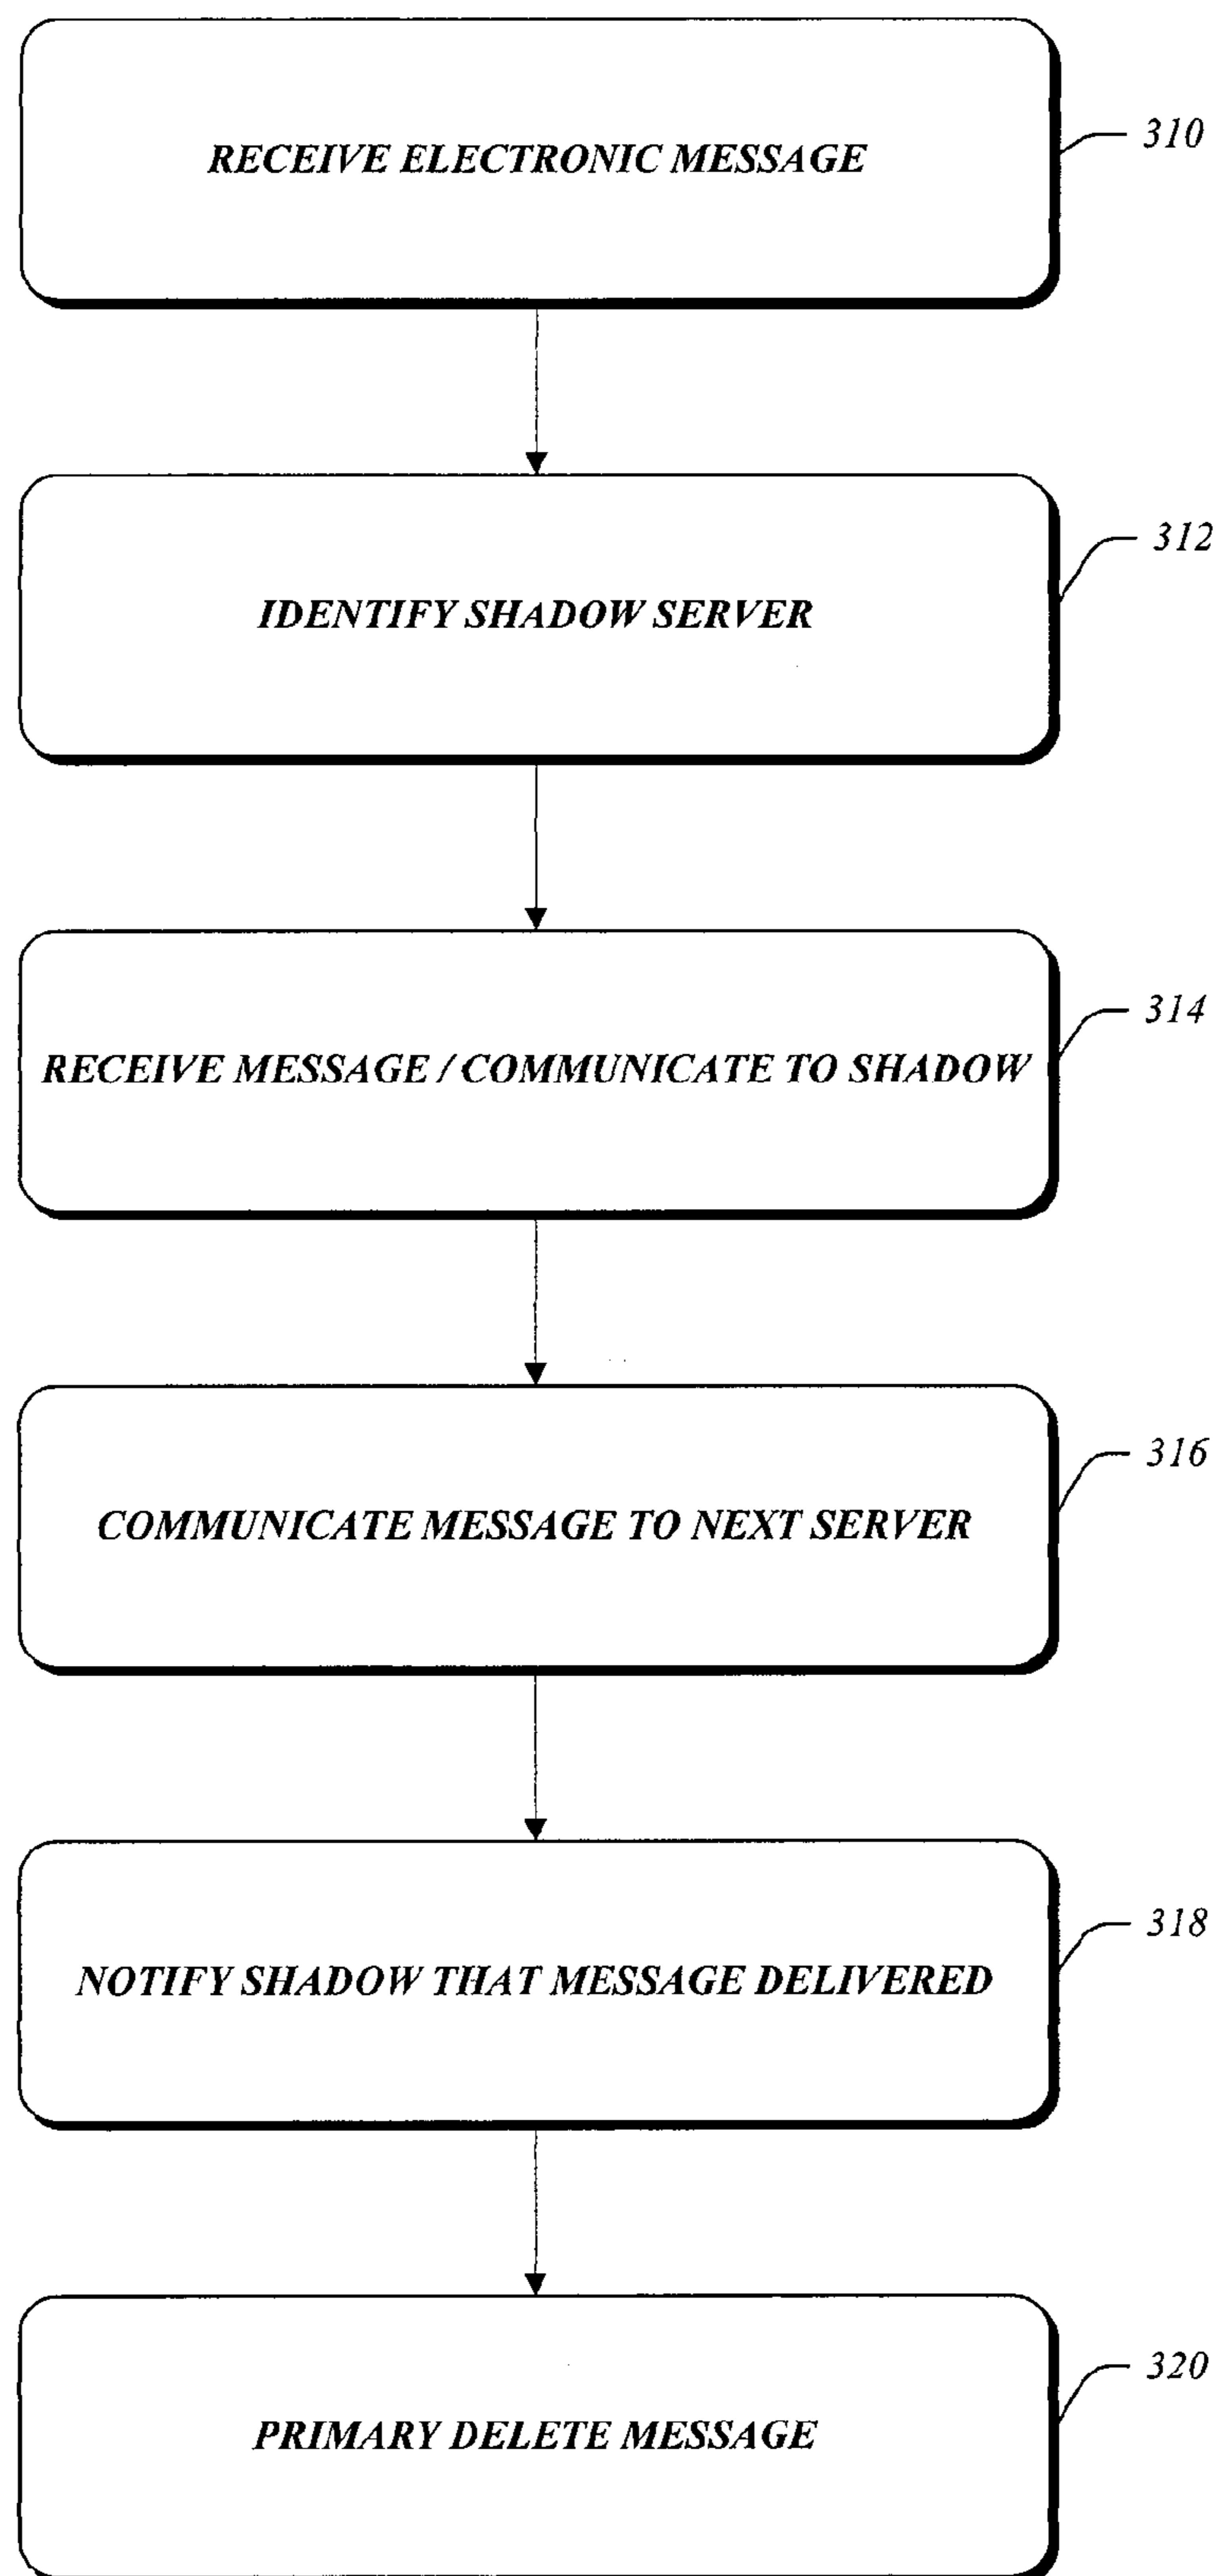 RECEIVE ELECTRONIC MESSAGE
310
IDENTIFY SHADOW SERVER
312
RECEIVE MESSAGE / COMMUNICATE TO SHADOW
314
COMMUNICATE MESSAGE TO NEXT SERVER
316
NOTIFY SHADOW THAT MESSAGE DELIVERED
318
PRIMARY DELETE MESSAGE
320